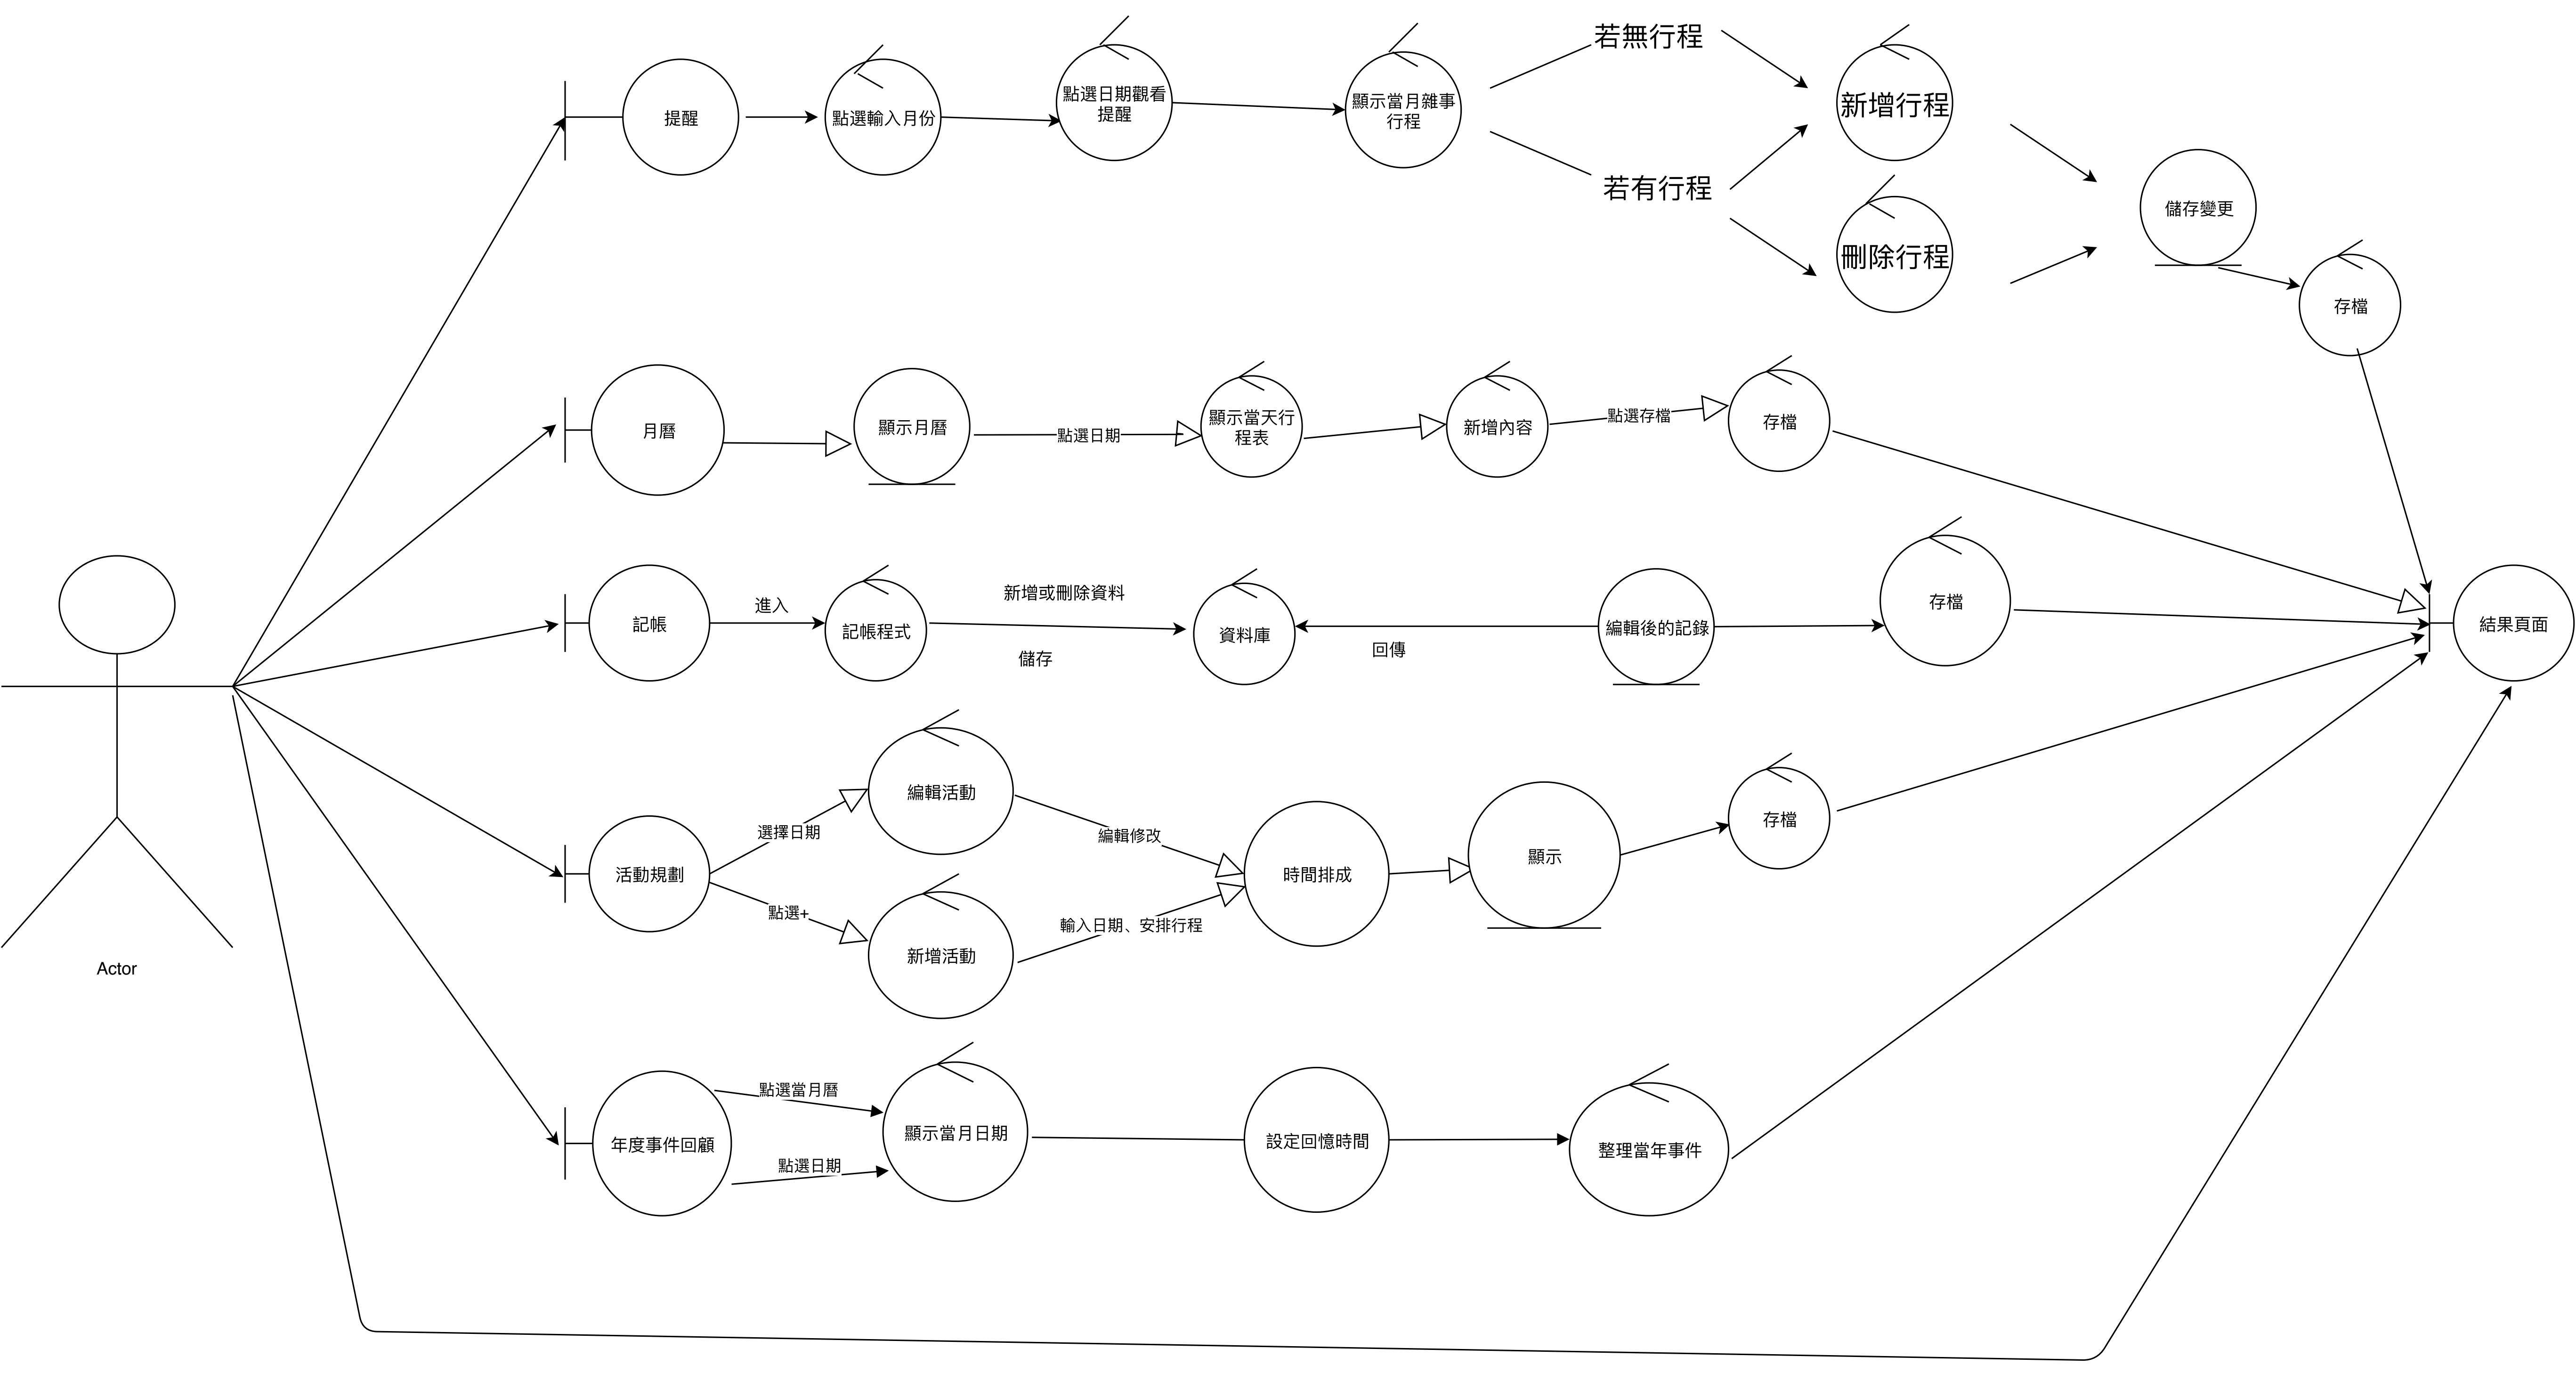 若無行程
提醒
點選輸入月份
點選日期觀看
提醒
顯示當月雜事
行程
新增行程
若有行程
刪除行程
儲存變更
存檔
月曆
顯示月曆
點選日期
顯示當天行
程表
新增內容
點選存檔
存檔
記帳
進入
記帳程式
新增或刪除資料
儲存
資料庫
回傳
編輯後的記錄
存檔
結果頁面
活動規劃
選擇日期
點選+
編輯活動
新增活動
編輯修改
輸入日期、安排行程
時間排成
顯示
存檔
Actor
年度事件回顧
點選當月曆
點選日期
顯示當月日期
設定回憶時間
整理當年事件